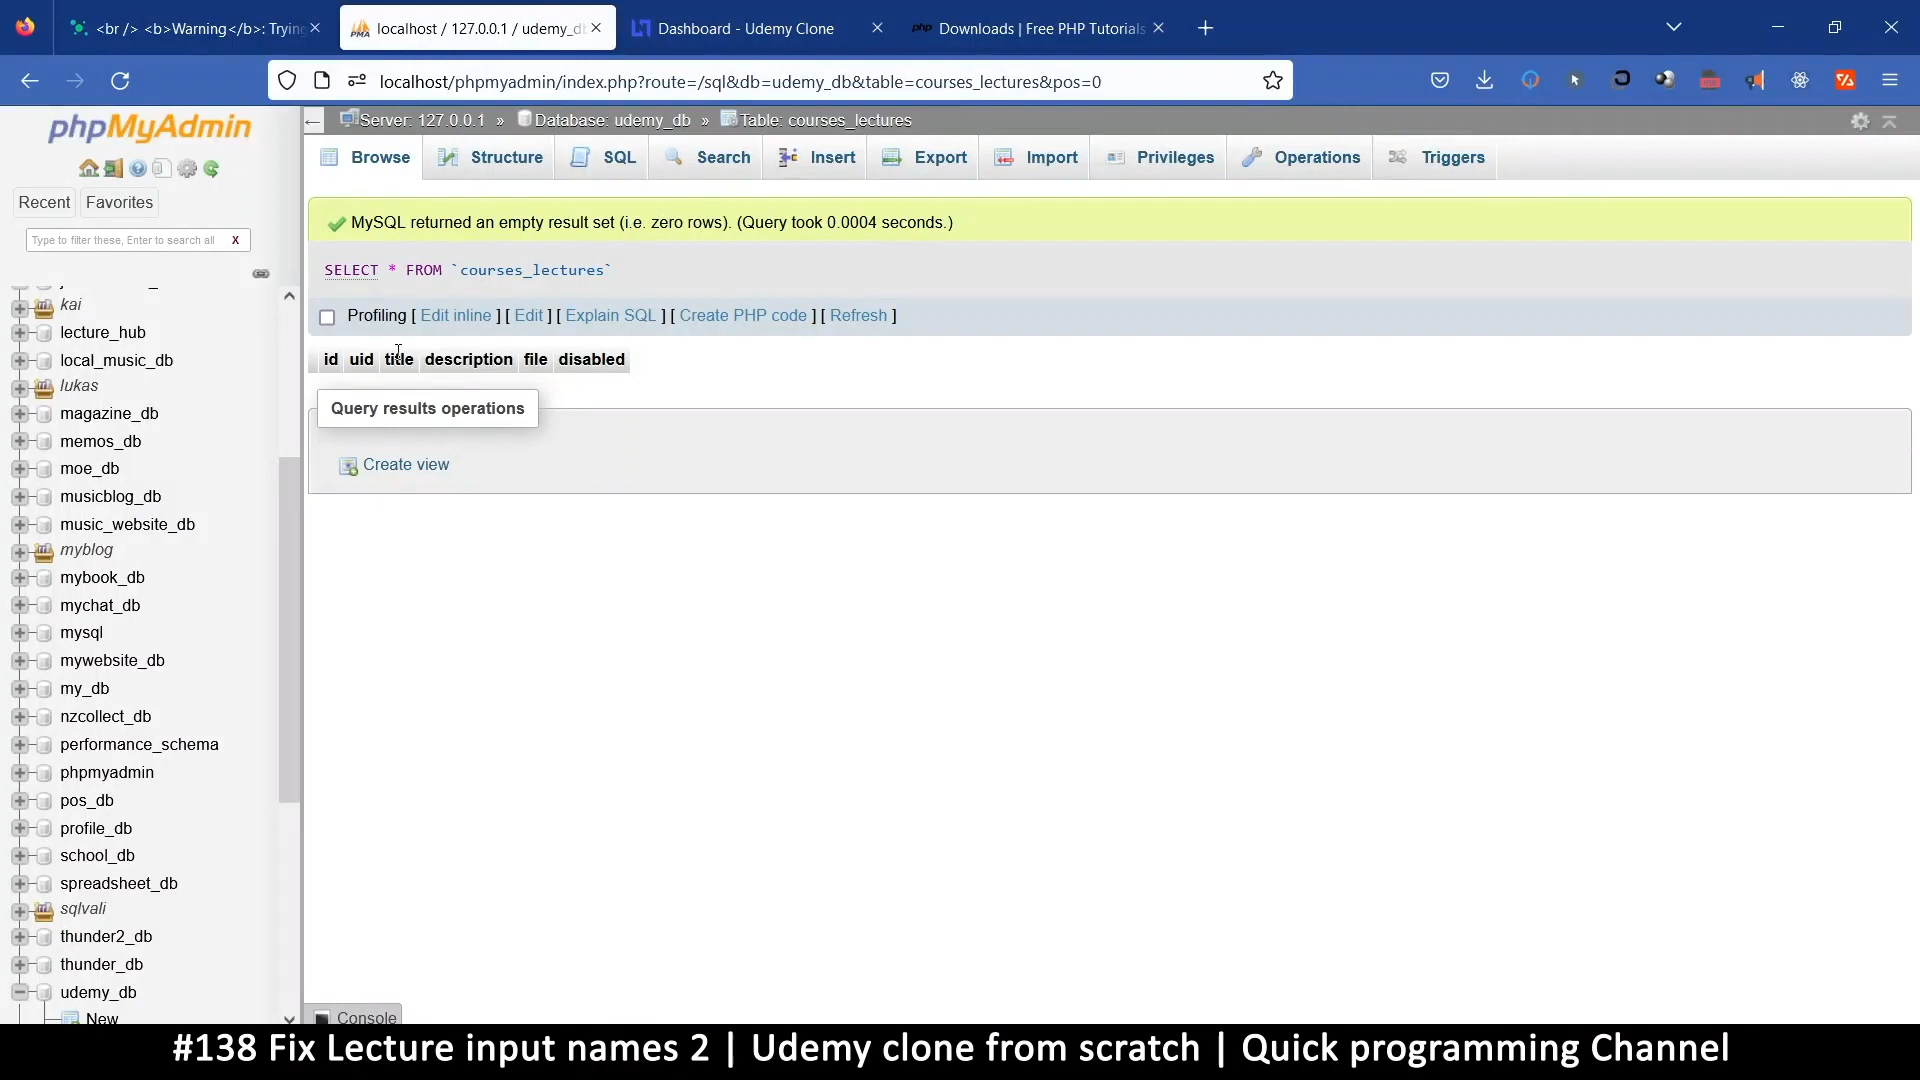 <br /> <b>Warning</b>: Trying
localhost / 127.0.0.1 / udemy_db
Dashboard - Udemy Clone
Downloads | Free PHP Tutorials
localhost/phpmyadmin/index.php?route=/sql&db=udemy_db&table=courses_lectures&pos=0
phpMyAdmin
Recent
Favorites
Type to filter these, Enter to search all
X
kai
lecture_hub
local_music_db
lukas
magazine_db
memos_db
moe_db
musicblog_db
music_website_db
myblog
mybook_db
mychat_db
mysql
mywebsite_db
my_db
nzcollect_db
performance_schema
phpmyadmin
pos_db
profile_db
school_db
spreadsheet_db
sqlvali
thunder2_db
thunder_db
udemy_db
New
Server: 127.0.0.1 » Database: udemy_db » Table: courses_lectures
Browse Structure SQL Search Insert Export Import Privileges Operations Triggers
MySQL returned an empty result set (i.e. zero rows). (Query took 0.0004 seconds.)
SELECT * FROM `courses_lectures`
Profiling [ Edit inline ] [ Edit ] [ Explain SQL ] [ Create PHP code ] [ Refresh ]
id uid title description file disabled
Query results operations
Create view
Console
#138 Fix Lecture input names 2 | Udemy clone from scratch | Quick programming Channel